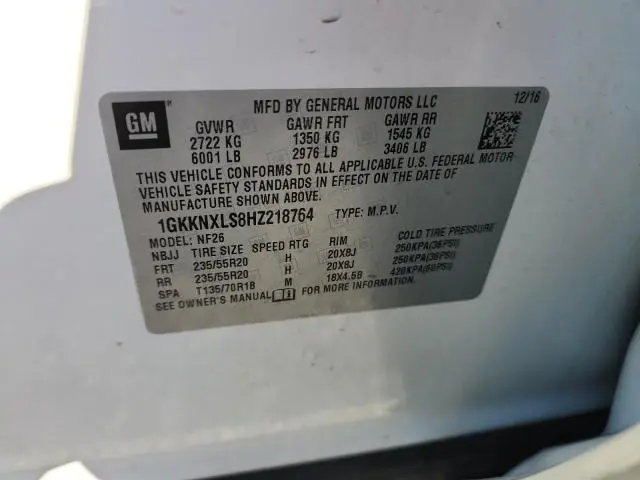 GM
MFD BY GENERAL MOTORS LLC 12/16
GVWR GAWR FRT GAWR RR
2722 KG 1350 KG 1545 KG
6001 LB 2976 LB 3406 LB
THIS VEHICLE CONFORMS TO ALL APPLICABLE U.S. FEDERAL MOTOR
VEHICLE SAFETY STANDARDS IN EFFECT ON THE DATE OF
MANUFACTURE SHOWN ABOVE.
1GKKNXLS8HZ218764 TYPE: M.P.V.
MODEL: NF26
NBJJ TIRE SIZE SPEED RTG RIM COLD TIRE PRESSURE
FRT 235/55R20 H 20X8J 250KPA(36PSI)
RR 235/55R20 H 20X8J 250KPA(36PSI)
SPA T135/70R18 M 18X4.5B 420KPA(60PSI)
SEE OWNER'S MANUAL FOR MORE INFORMATION.